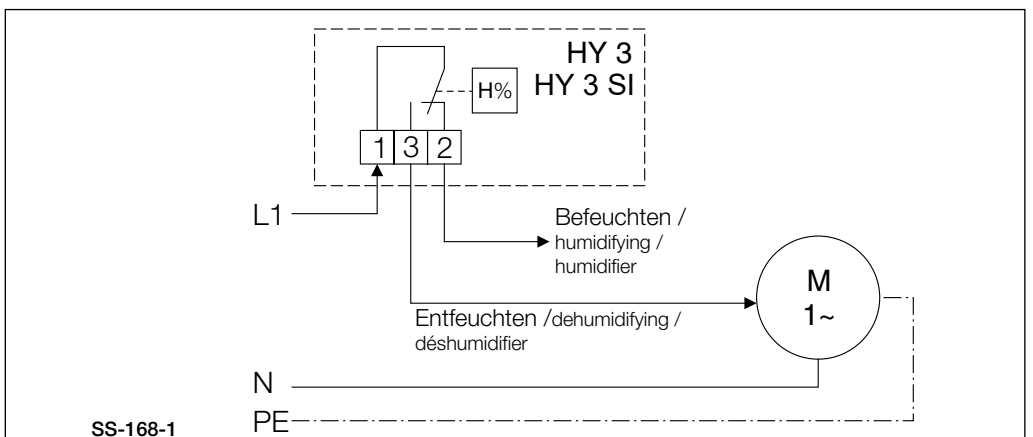 HY 3
HY 3 SI
H%
1 3 2
L1
Befeuchten /
humidifying /
humidifier
M
1~
Entfeuchten /dehumidifying /
déshumidifier
N
PE
SS-168-1